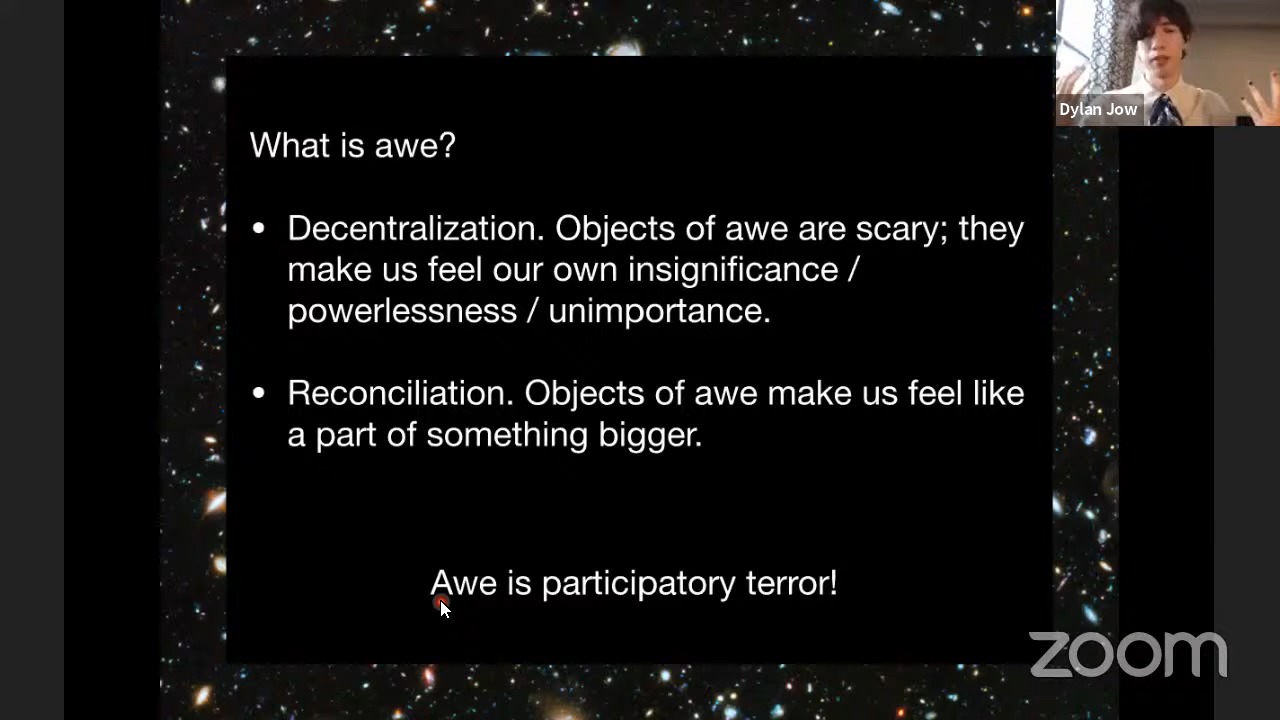 What is awe?
• Decentralization. Objects of awe are scary; they
make us feel our own insignificance /
powerlessness / unimportance.
• Reconciliation. Objects of awe make us feel like
a part of something bigger.
Awe is participatory terror!
Dylan Jow
zoom